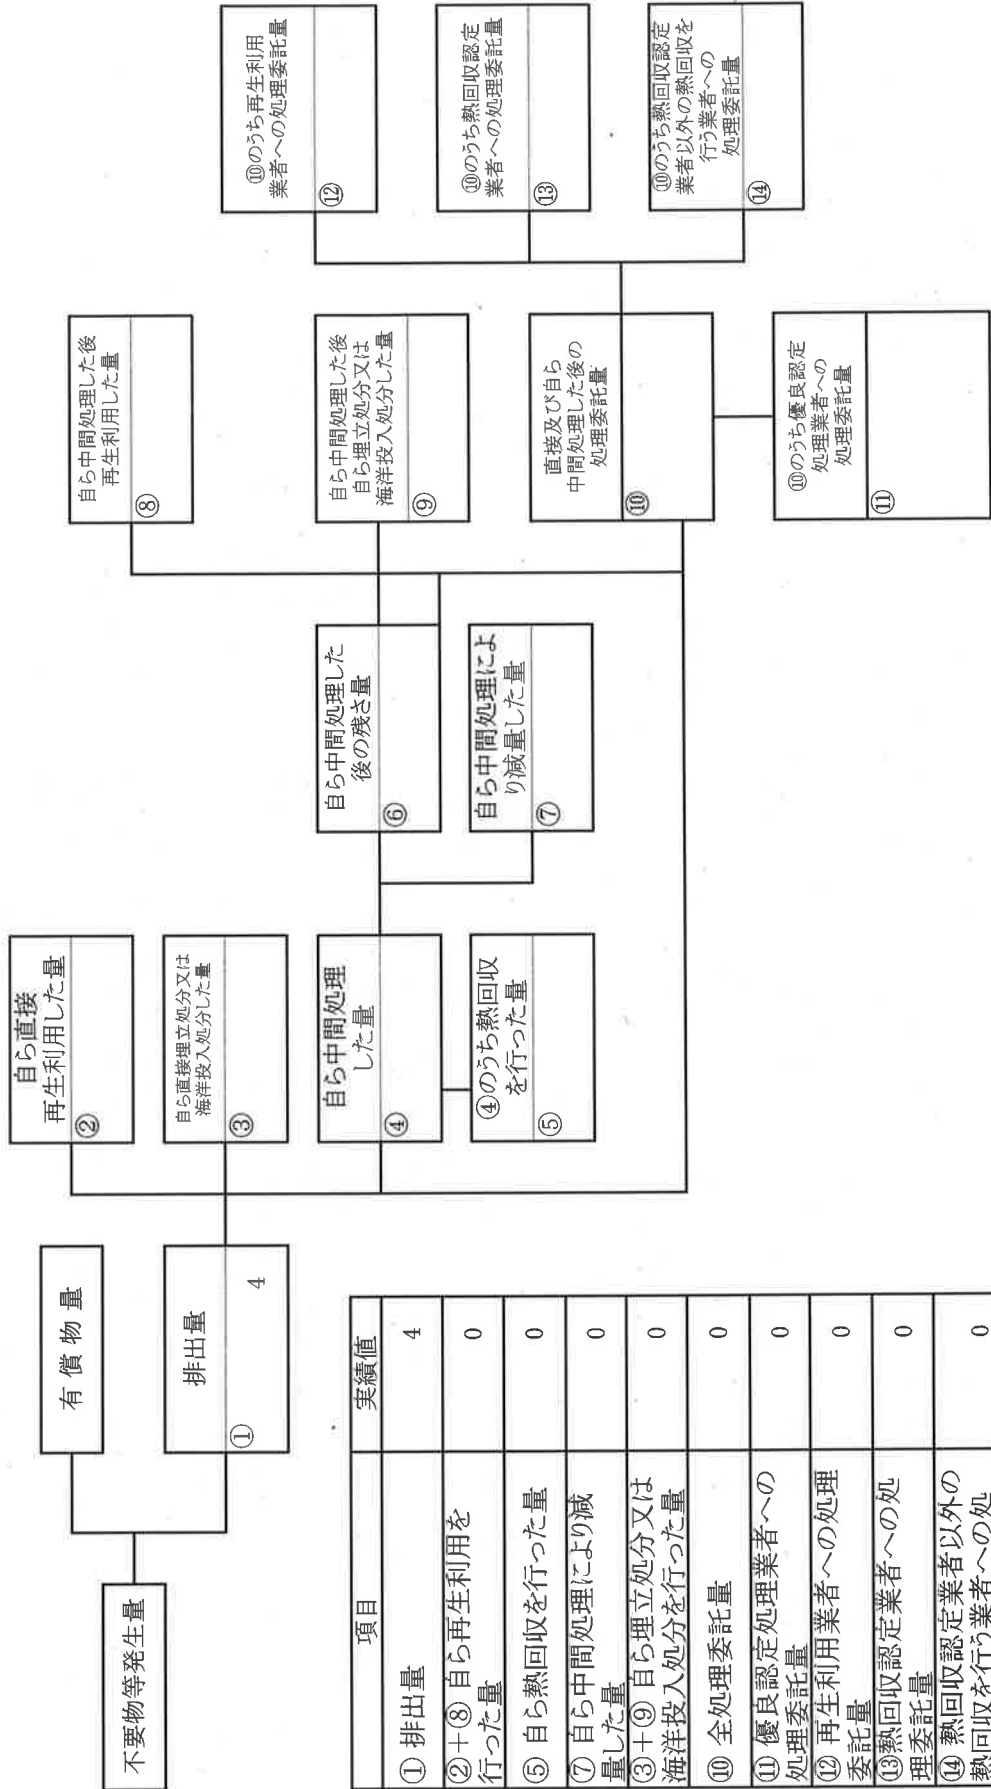 不要物等発生量
有償物量
排出量
①
4
自ら直接
再生利用した量
②
自ら直接埋立処分又は
海洋投入処分した量
③
自ら中間処理
した量
④
④のうち熱回収
を行った量
⑤
自ら中間処理した
後の残さ量
⑥
自ら中間処理によ
り減量した量
⑦
自ら中間処理した後
再生利用した量
⑧
自ら中間処理した後
自ら埋立処分又は
海洋投入処分した量
⑨
直接及び自ら
中間処理した後の
処理委託量
⑩
⑩のうち優良認定
処理業者への
処理委託量
⑪
⑩のうち再生利用
業者への処理委託量
⑫
⑩のうち熱回収認定
業者への処理委託量
⑬
⑩のうち熱回収認定
業者以外の熱回収を
行う業者への
処理委託量
⑭
項目 実績値
① 排出量 4
②+⑧ 自ら再生利用を
行った量 0
⑤ 自ら熱回収を行った量 0
⑦ 自ら中間処理により減
量した量 0
③+⑨ 自ら埋立処分又は
海洋投入処分を行った量 0
⑩ 全処理委託量 0
⑪ 優良認定処理業者への
処理委託量 0
⑫ 再生利用業者への処理
委託量 0
⑬熱回収認定業者への処
理委託量 0
⑭ 熱回収認定業者以外の
熱回収を行う業者への処 0